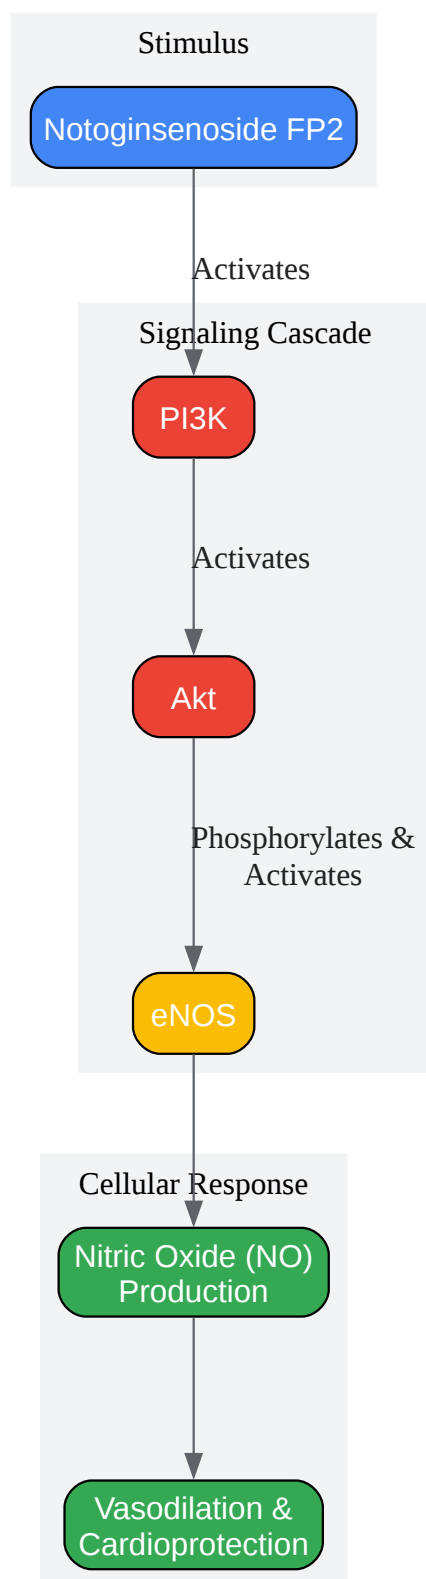 Stimulus
Notoginsenoside FP2
Activates
Signaling Cascade
PI3K
Activates
Akt
Phosphorylates &
Activates
eNOS
Cellular Response
Nitric Oxide (NO)
Production
Vasodilation &
Cardioprotection